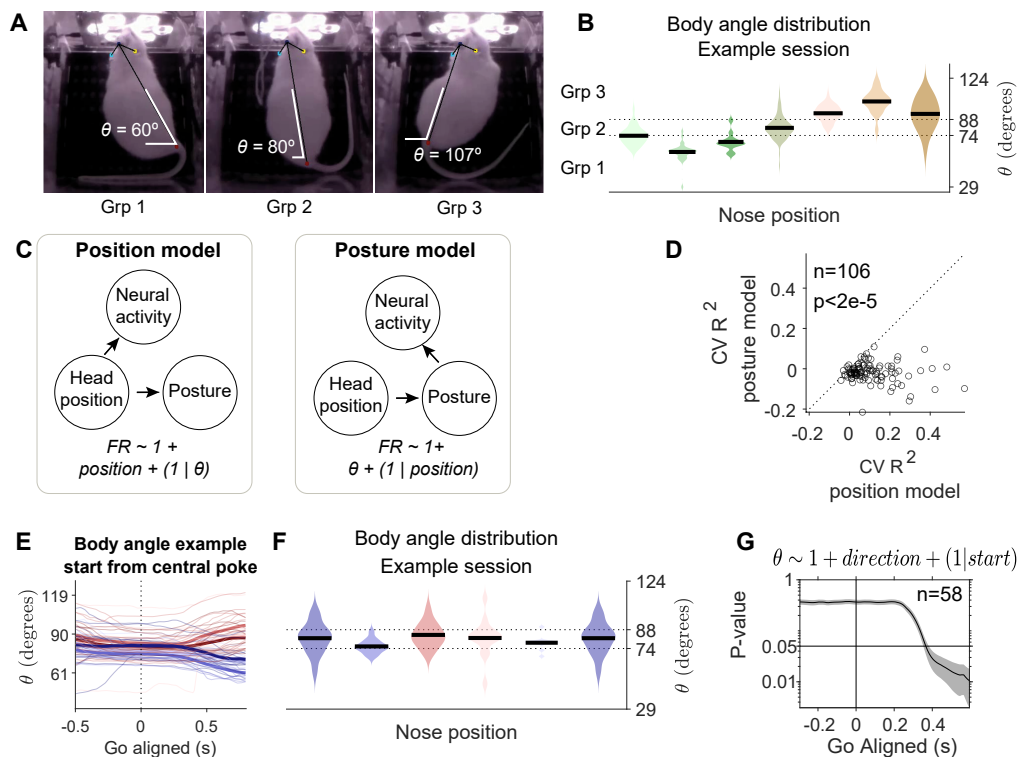 A
θ = 60º
θ = 80º
θ = 107º
Grp 1
Grp 2
Grp 3
B
Body angle distribution
Example session
Grp 3
Grp 2
Grp 1
124
88
74
29
θ (degrees)
Nose position
C
Position model
Neural
activity
Head
position
Posture
FR ~ 1 +
position + (1 | θ)
Posture model
Neural
activity
Head
position
Posture
FR ~ 1+
θ + (1 | position)
D
n=106
p<2e-5
CV R 2
posture model
0.4
0.2
0
-0.2
-0.2
0
0.2
0.4
CV R 2
position model
E
Body angle example
start from central poke
θ (degrees)
119
90
61
-0.5
0
0.5
Go aligned (s)
F
Body angle distribution
Example session
124
88
74
29
θ (degrees)
Nose position
G
θ ∼ 1 + direction + (1|start)
n=58
P-value
1
0.05
0.01
-0.2
0
0.2
0.4
Go Aligned (s)